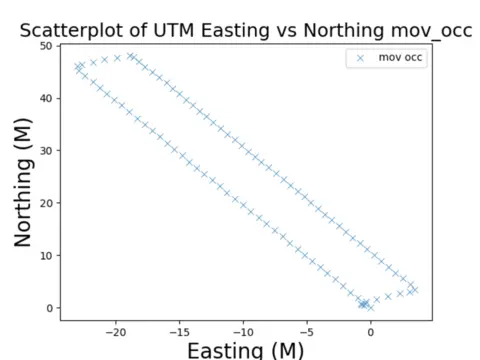 Scatterplot of UTM Easting vs Northing mov_occ
mov occ
50
40
30
20
10
0
Northing (M)
−20
−15
−10
−5
0
Easting (M)